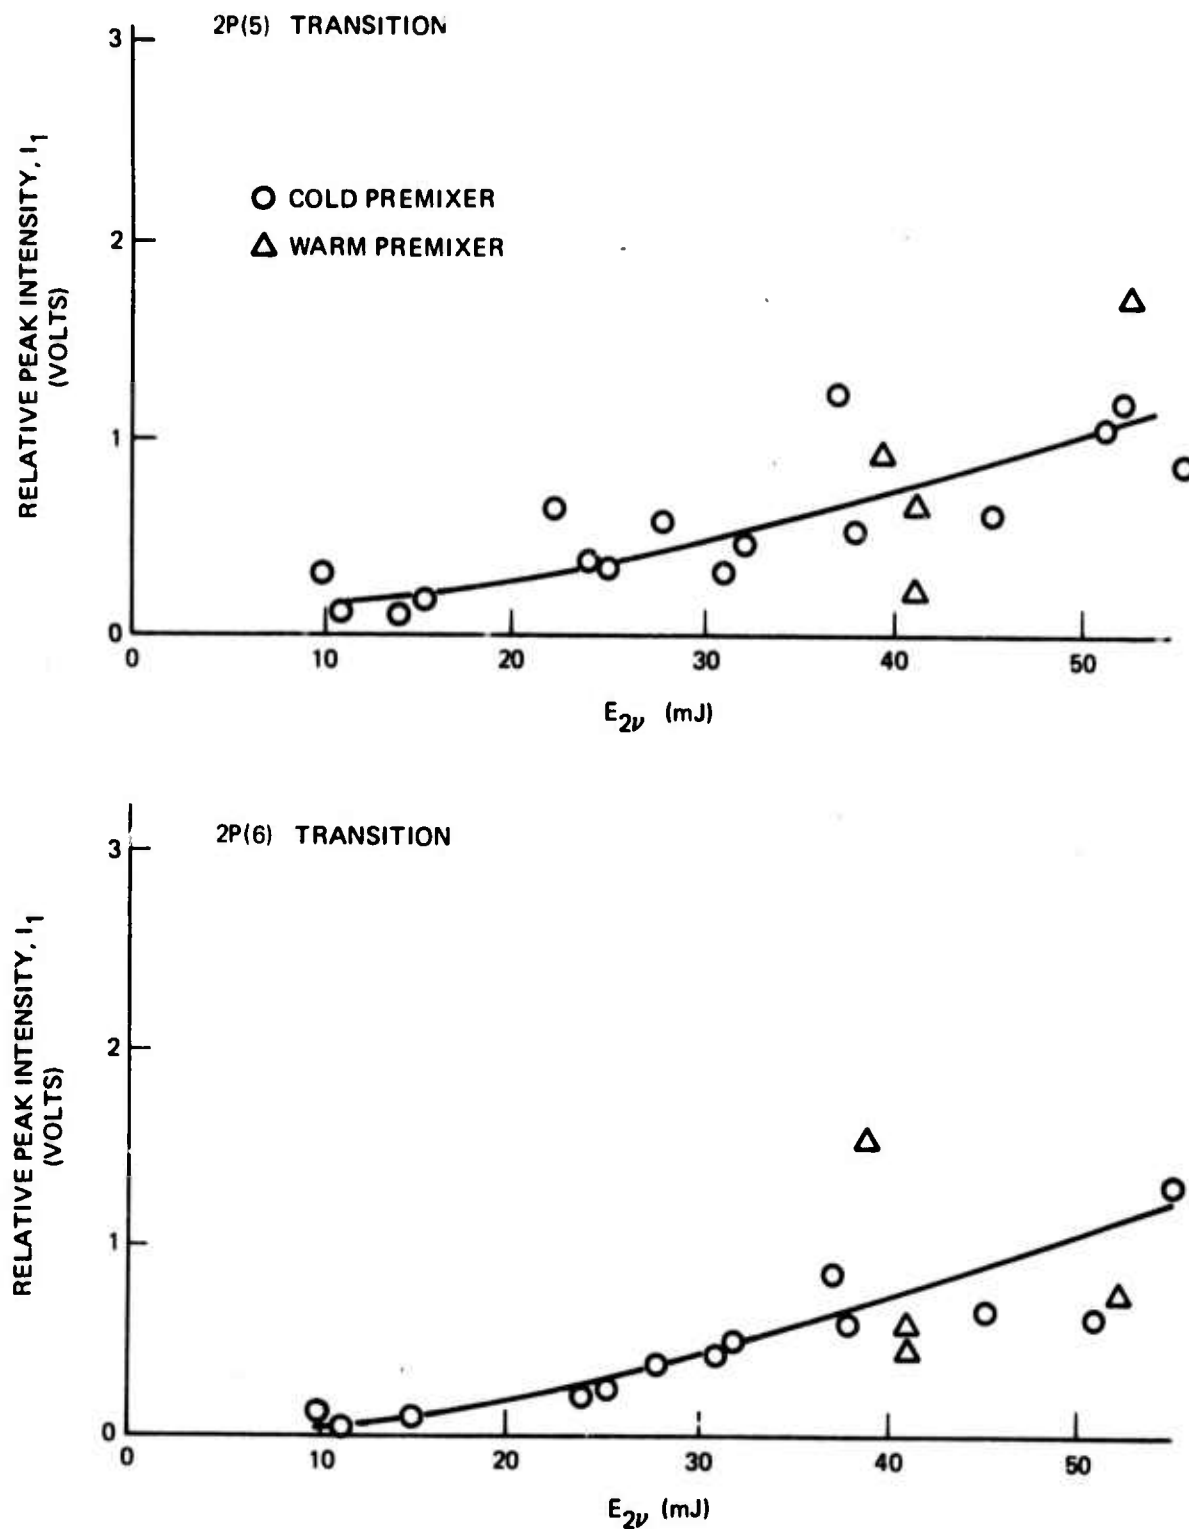 2P(5) TRANSITION
3
2
1
0
RELATIVE PEAK INTENSITY, I1
(VOLTS)
COLD PREMIXER
WARM PREMIXER
0 10 20 30 40 50
E2ν (mJ)
2P(6) TRANSITION
3
2
1
0
RELATIVE PEAK INTENSITY, I1
(VOLTS)
0 10 20 30 40 50
E2ν (mJ)